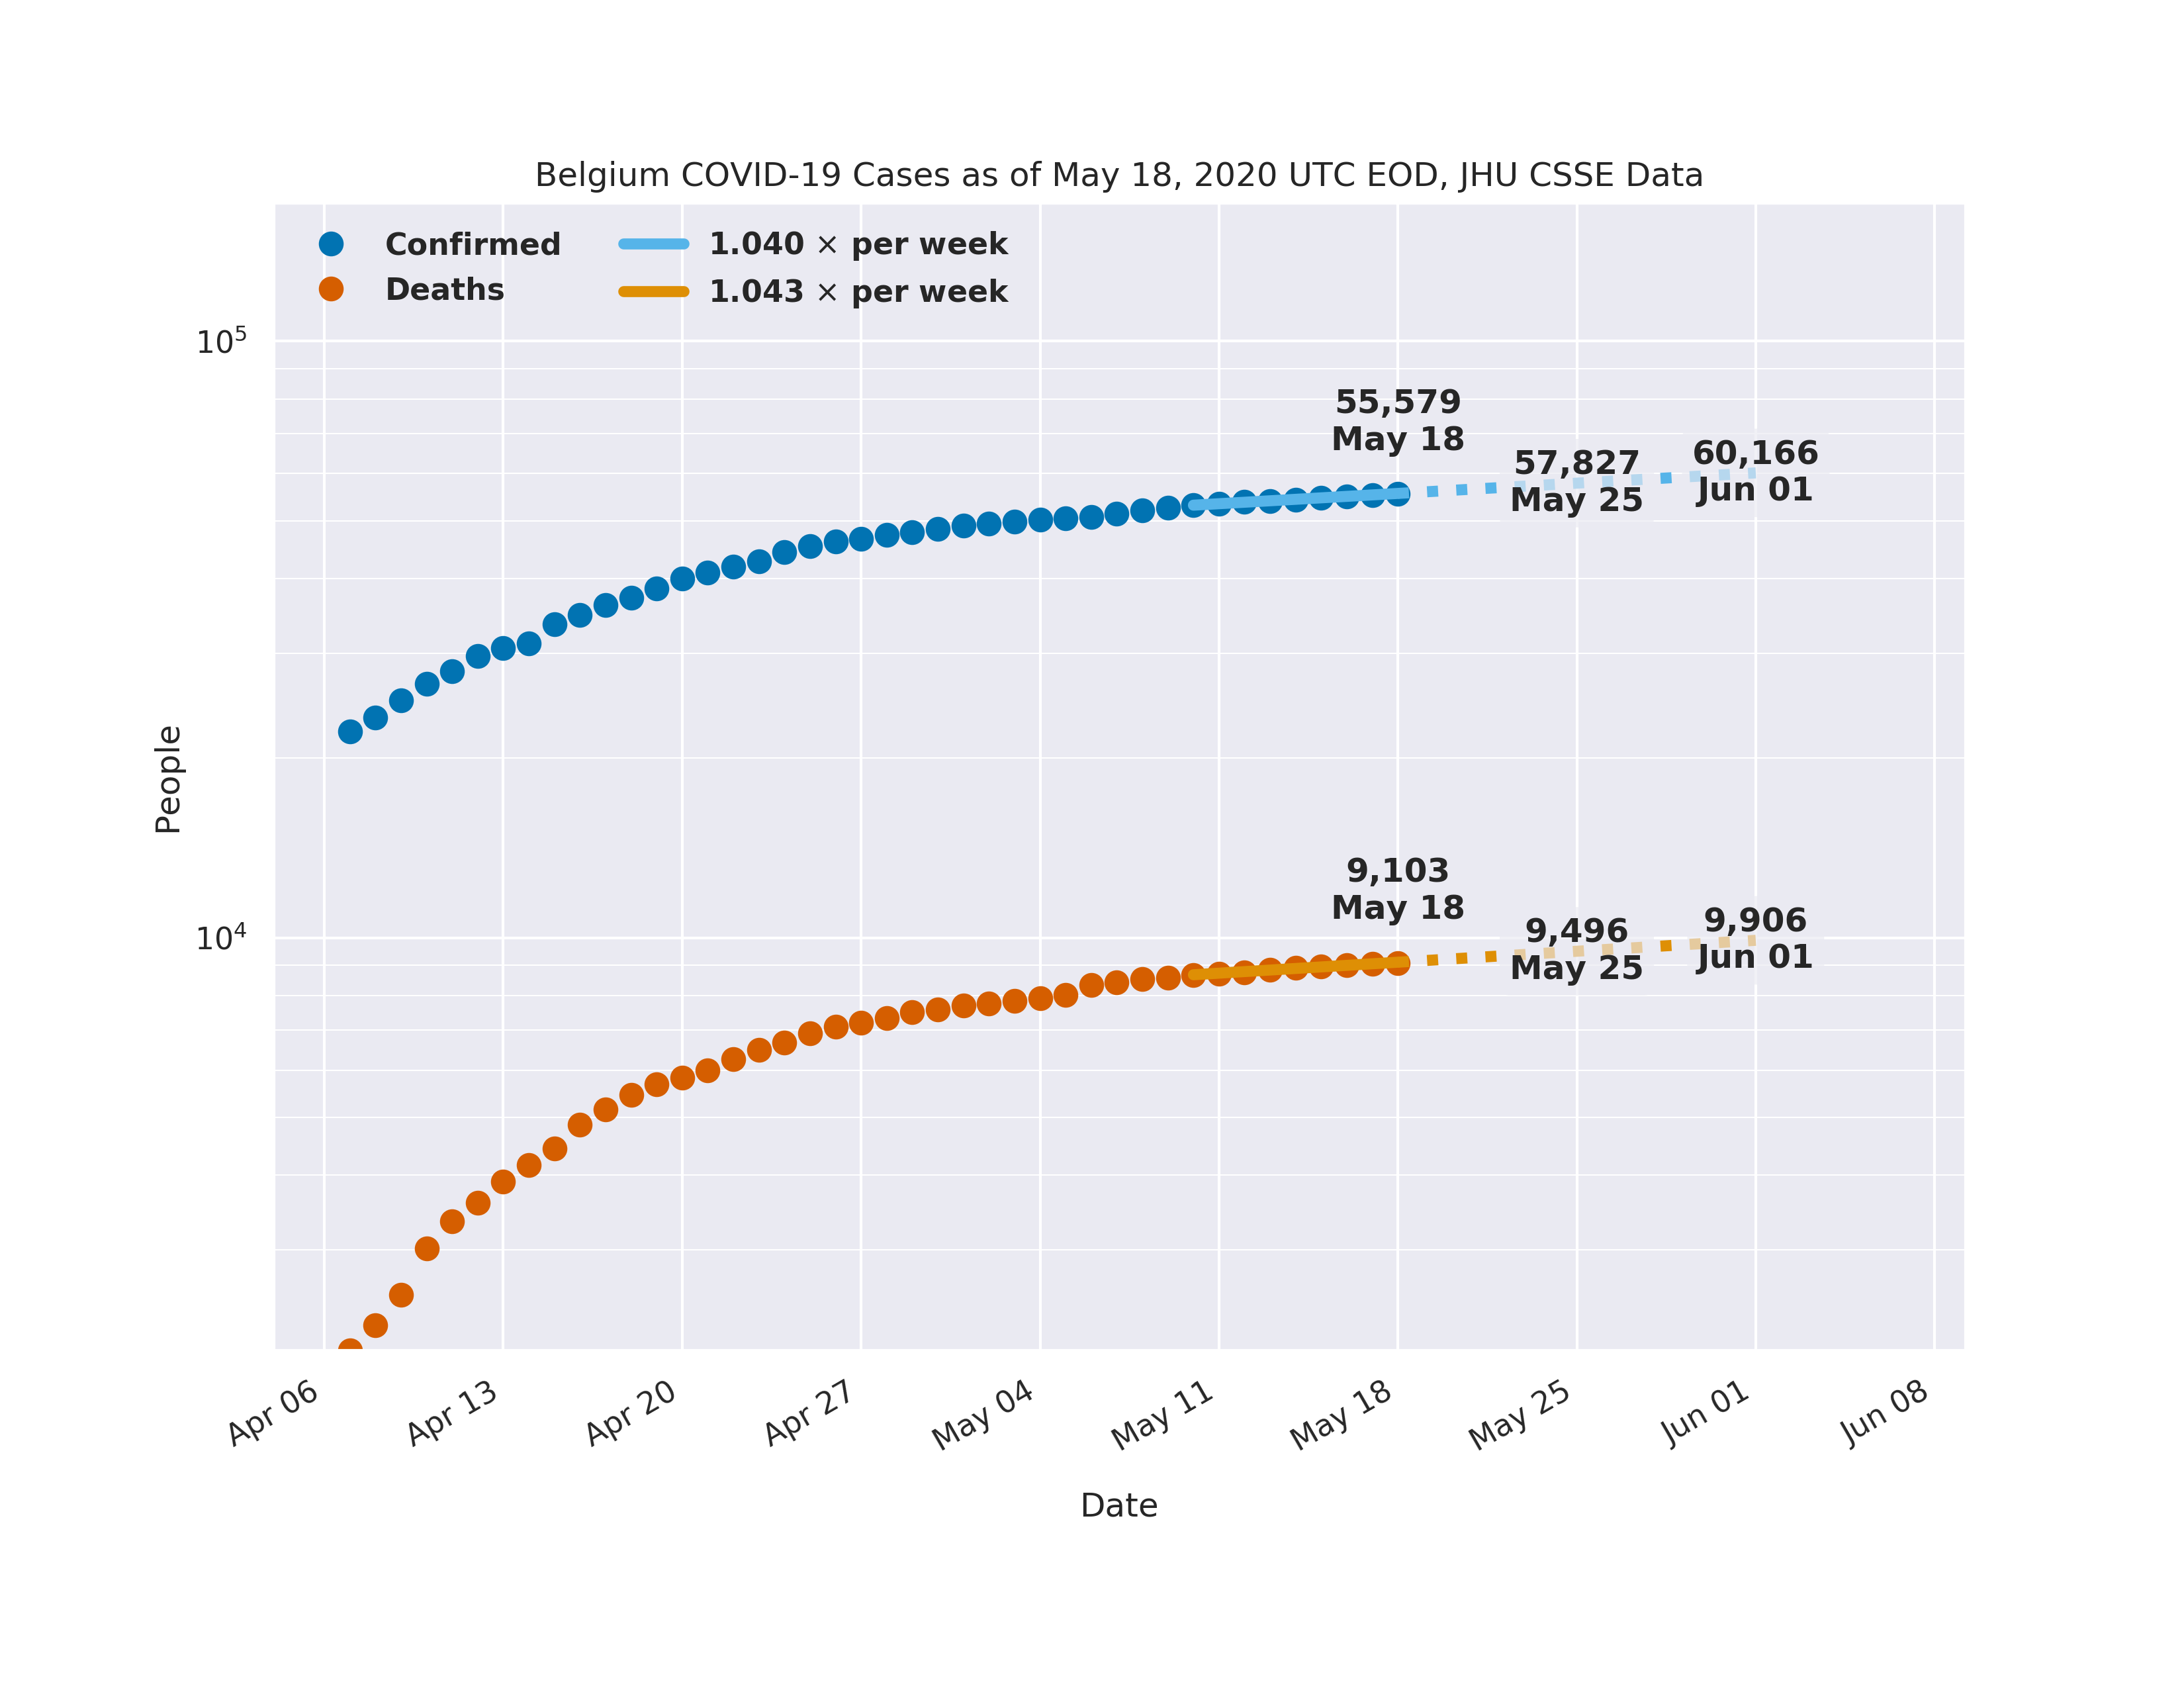 Belgium COVID-19 Cases as of May 18, 2020 UTC EOD, JHU CSSE Data
Confirmed
Deaths
1.040 × per week
1.043 × per week
10⁵
10⁴
People
55,579
May 18
57,827
May 25
60,166
Jun 01
9,103
May 18
9,496
May 25
9,906
Jun 01
Apr 06
Apr 13
Apr 20
Apr 27
May 04
May 11
May 18
May 25
Jun 01
Jun 08
Date